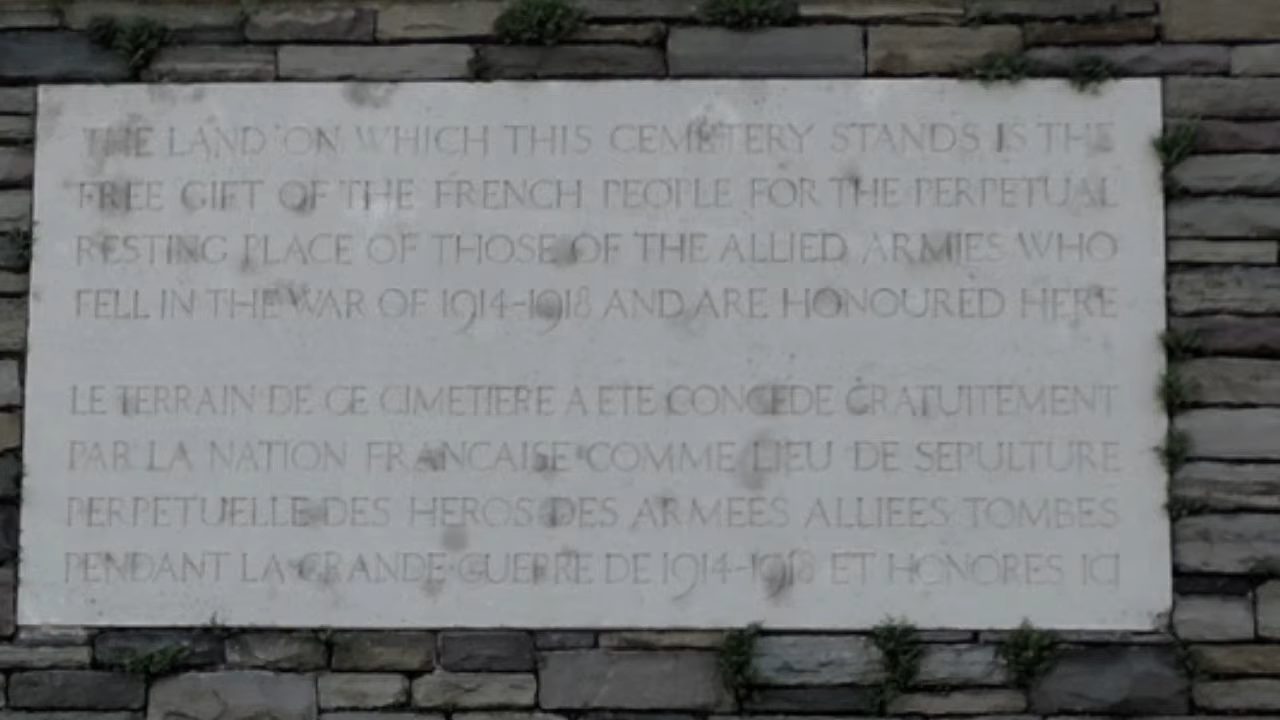 THE LAND ON WHICH THIS CEMETERY STANDS IS THE
FREE GIFT OF THE FRENCH PEOPLE FOR THE PERPETUAL
RESTING PLACE OF THOSE OF THE ALLIED ARMIES WHO
FELL IN THE WAR OF 1914-1918 AND ARE HONOURED HERE
LE TERRAIN DE CE CIMETIERE A ETE CONCEDE GRATUITEMENT
PAR LA NATION FRANCAISE COMME LIEU DE SEPULTURE
PERPETUELLE DES HEROS DES ARMEES ALLIEES TOMBES
PENDANT LA GRANDE GUERRE DE 1914-1918 ET HONORES ICI